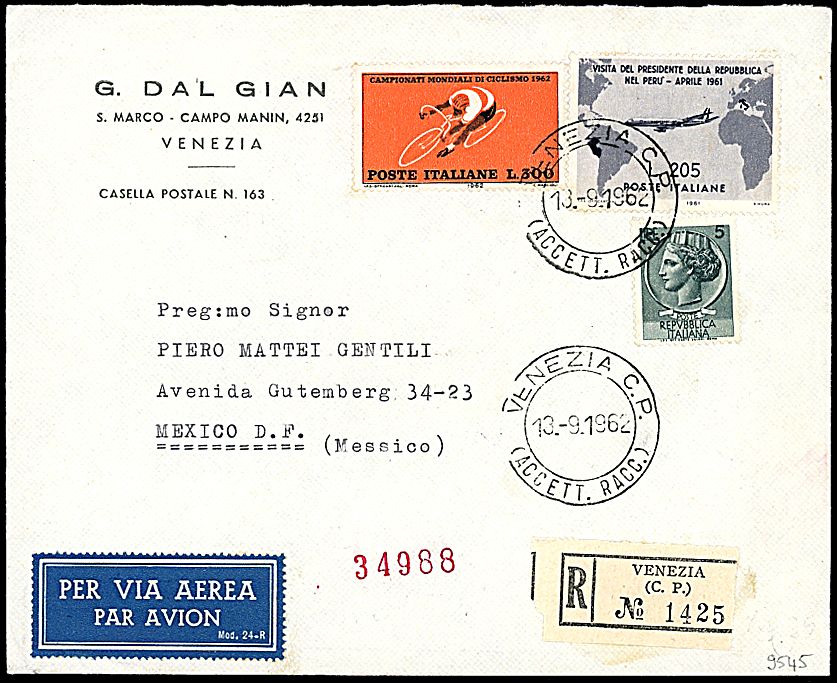 G. DAL GIAN
S. MARCO - CAMPO MANIN, 4251
VENEZIA
CASELLA POSTALE N. 163
CAMPIONATI MONDIALI DI CICLISMO 1962
POSTE ITALIANE L.300
1962
VISITA DEL PRESIDENTE DELLA REPUBBLICA
NEL PERU' - APRILE 1961
205
POSTE ITALIANE
1961
VENEZIA C.P.
13.-9.1962
(ACCETT. RACC.)
5
POSTE
REPVBBLICA
ITALIANA
Preg:mo Signor
PIERO MATTEI GENTILI
Avenida Gutemberg 34-23
MEXICO D.F. (Messico)
VENEZIA C.P.
13.-9.1962
(ACCETT. RACC.)
PER VIA AEREA
PAR AVION
Mod. 24-R
34988
R
VENEZIA
(C. P.)
№ 1425
9545